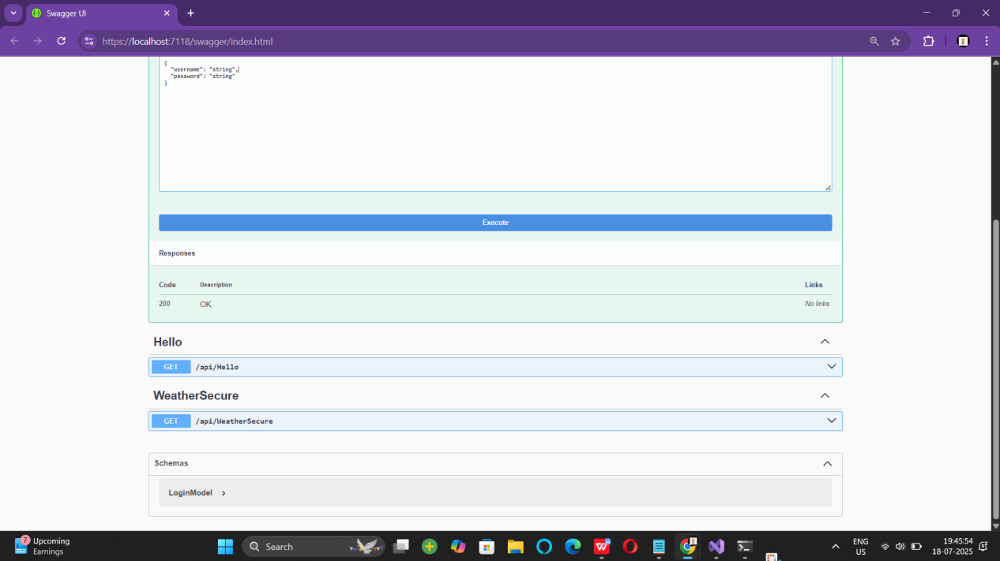 Swagger UI
https://localhost:7118/swagger/index.html
{
"username": "string",
"password": "string"
}
Execute
Responses
Code Description Links
200 OK No links
Hello
GET /api/Hello
WeatherSecure
GET /api/WeatherSecure
Schemas
LoginModel
7 Upcoming
Earnings
Search
W
ENG
US
19:45:54
18-07-2025